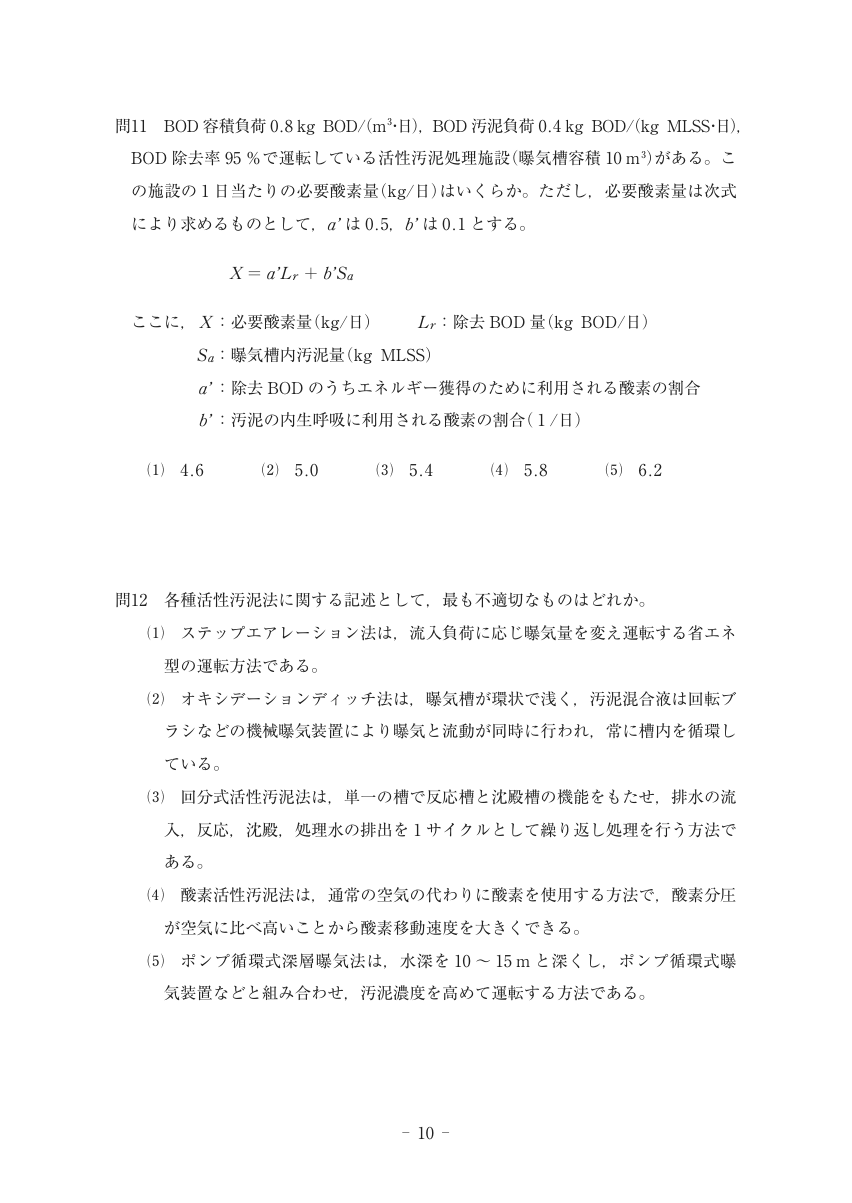 問11 BOD 容積負荷 0.8 kg BOD/(m³・日)，BOD 汚泥負荷 0.4 kg BOD/(kg MLSS・日)，
BOD 除去率 95 ％で運転している活性汚泥処理施設(曝気槽容積 10 m³)がある。こ
の施設の 1 日当たりの必要酸素量(kg/日)はいくらか。ただし，必要酸素量は次式
により求めるものとして，a’は 0.5，b’は 0.1 とする。
X = a’Lr + b’Sa
ここに，X：必要酸素量(kg/日) Lr：除去 BOD 量(kg BOD/日)
Sa：曝気槽内汚泥量(kg MLSS)
a’：除去 BOD のうちエネルギー獲得のために利用される酸素の割合
b’：汚泥の内生呼吸に利用される酸素の割合( 1 /日)
(1) 4.6 (2) 5.0 (3) 5.4 (4) 5.8 (5) 6.2
問12 各種活性汚泥法に関する記述として，最も不適切なものはどれか。
(1) ステップエアレーション法は，流入負荷に応じ曝気量を変え運転する省エネ
型の運転方法である。
(2) オキシデーションディッチ法は，曝気槽が環状で浅く，汚泥混合液は回転ブ
ラシなどの機械曝気装置により曝気と流動が同時に行われ，常に槽内を循環し
ている。
(3) 回分式活性汚泥法は，単一の槽で反応槽と沈殿槽の機能をもたせ，排水の流
入，反応，沈殿，処理水の排出を 1 サイクルとして繰り返し処理を行う方法で
ある。
(4) 酸素活性汚泥法は，通常の空気の代わりに酸素を使用する方法で，酸素分圧
が空気に比べ高いことから酸素移動速度を大きくできる。
(5) ポンプ循環式深層曝気法は，水深を 10 ～ 15 m と深くし，ポンプ循環式曝
気装置などと組み合わせ，汚泥濃度を高めて運転する方法である。
－ 10 －